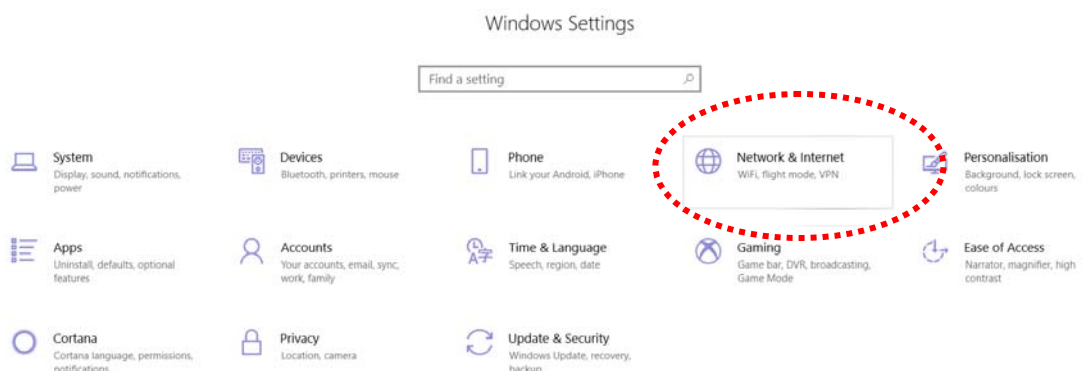 Windows Settings
Find a setting
System
Display, sound, notifications,
power
Devices
Bluetooth, printers, mouse
Phone
Link your Android, iPhone
Network & Internet
WiFi, flight mode, VPN
Personalisation
Background, lock screen,
colours
Apps
Uninstall, defaults, optional
features
Accounts
Your accounts, email, sync,
work, family
Time & Language
Speech, region, date
Gaming
Game bar, DVR, broadcasting,
Game Mode
Ease of Access
Narrator, magnifier, high
contrast
Cortana
Cortana language, permissions,
notifications
Privacy
Location, camera
Update & Security
Windows Update, recovery,
backup